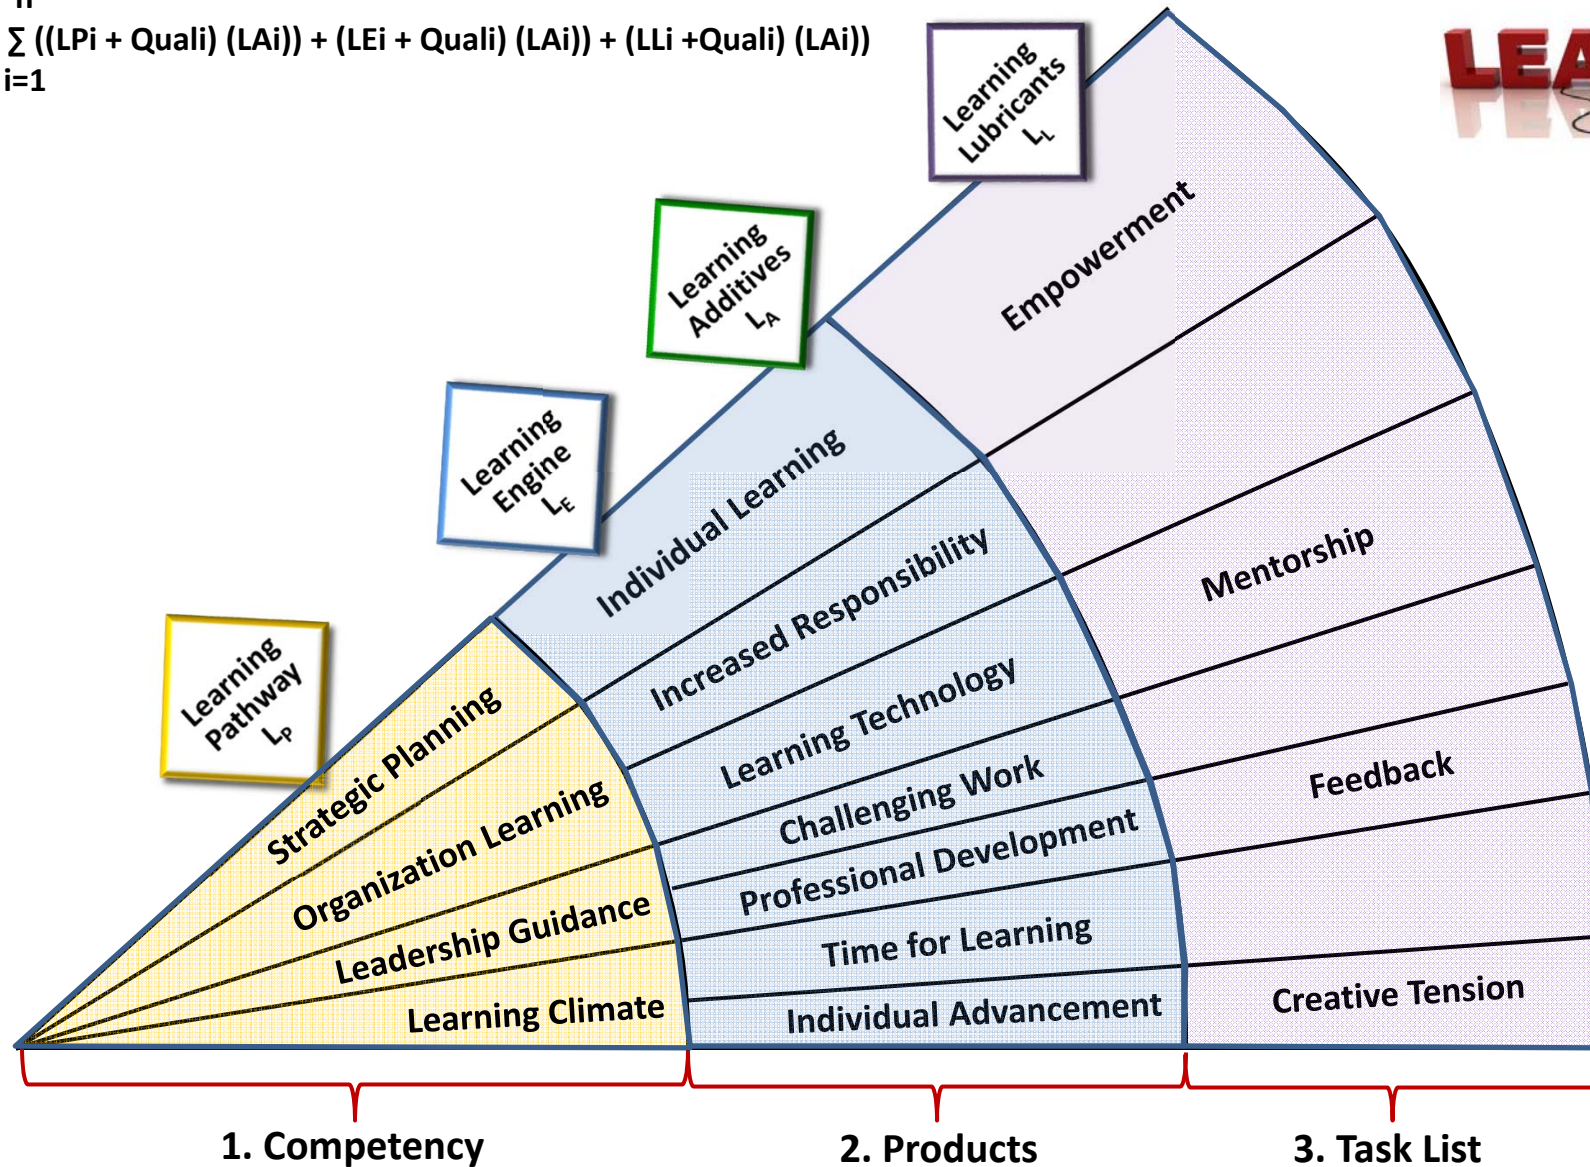 n
∑ ((LPi + Quali) (LAi)) + (LEi + Quali) (LAi)) + (LLi +Quali) (LAi))
i=1
LEA
Learning
Lubricants
LL
Learning
Additives
LA
Learning
Engine
LE
Learning
Pathway
LP
Empowerment
Mentorship
Feedback
Creative Tension
Individual Learning
Increased Responsibility
Learning Technology
Challenging Work
Professional Development
Time for Learning
Individual Advancement
Strategic Planning
Organization Learning
Leadership Guidance
Learning Climate
1. Competency
2. Products
3. Task List